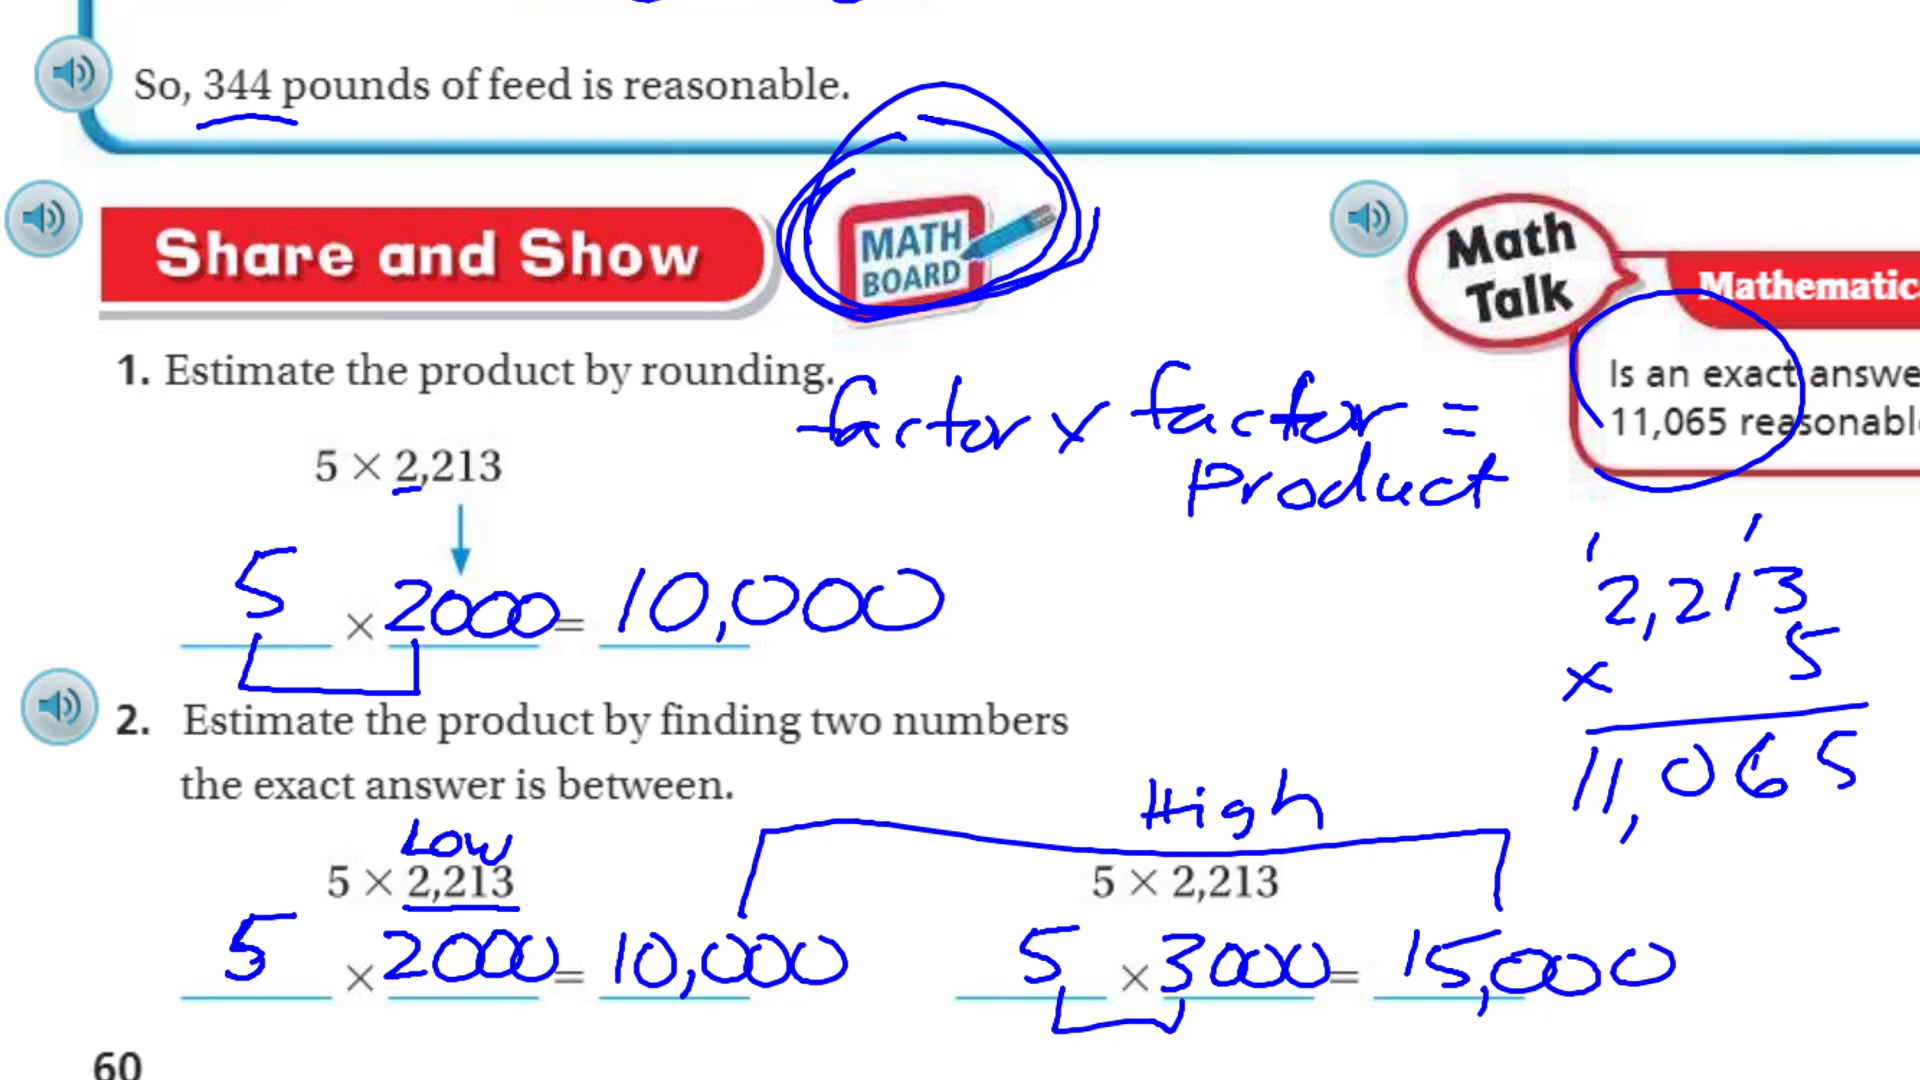 So, 344 pounds of feed is reasonable.
Share and Show
MATH
BOARD
Math
Talk
Mathematic
Is an exact answe
11,065 reasonabl
1. Estimate the product by rounding.
factor x factor =
Product
5 × 2,213
5 × 2000 = 10,000
1 1
2,213
x 5
11,065
2. Estimate the product by finding two numbers
the exact answer is between.
Low
High
5 × 2,213
5 × 2,213
5 × 2000 = 10,000
5 × 3000 = 15,000
60